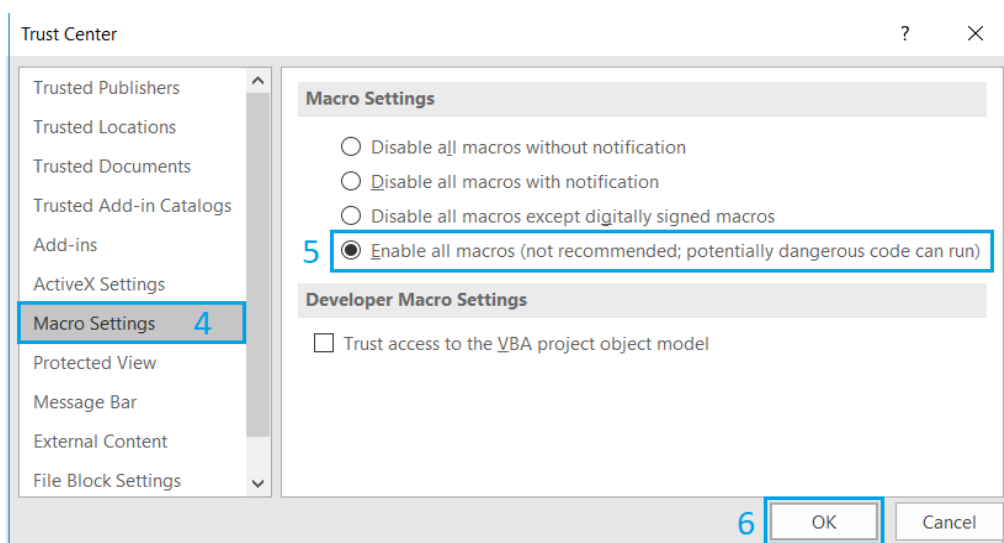 Trust Center
?
Trusted Publishers
Trusted Locations
Trusted Documents
Trusted Add-in Catalogs
Add-ins
ActiveX Settings
Macro Settings 4
Protected View
Message Bar
External Content
File Block Settings
Macro Settings
Disable all macros without notification
Disable all macros with notification
Disable all macros except digitally signed macros
5 Enable all macros (not recommended; potentially dangerous code can run)
Developer Macro Settings
Trust access to the VBA project object model
6 OK Cancel